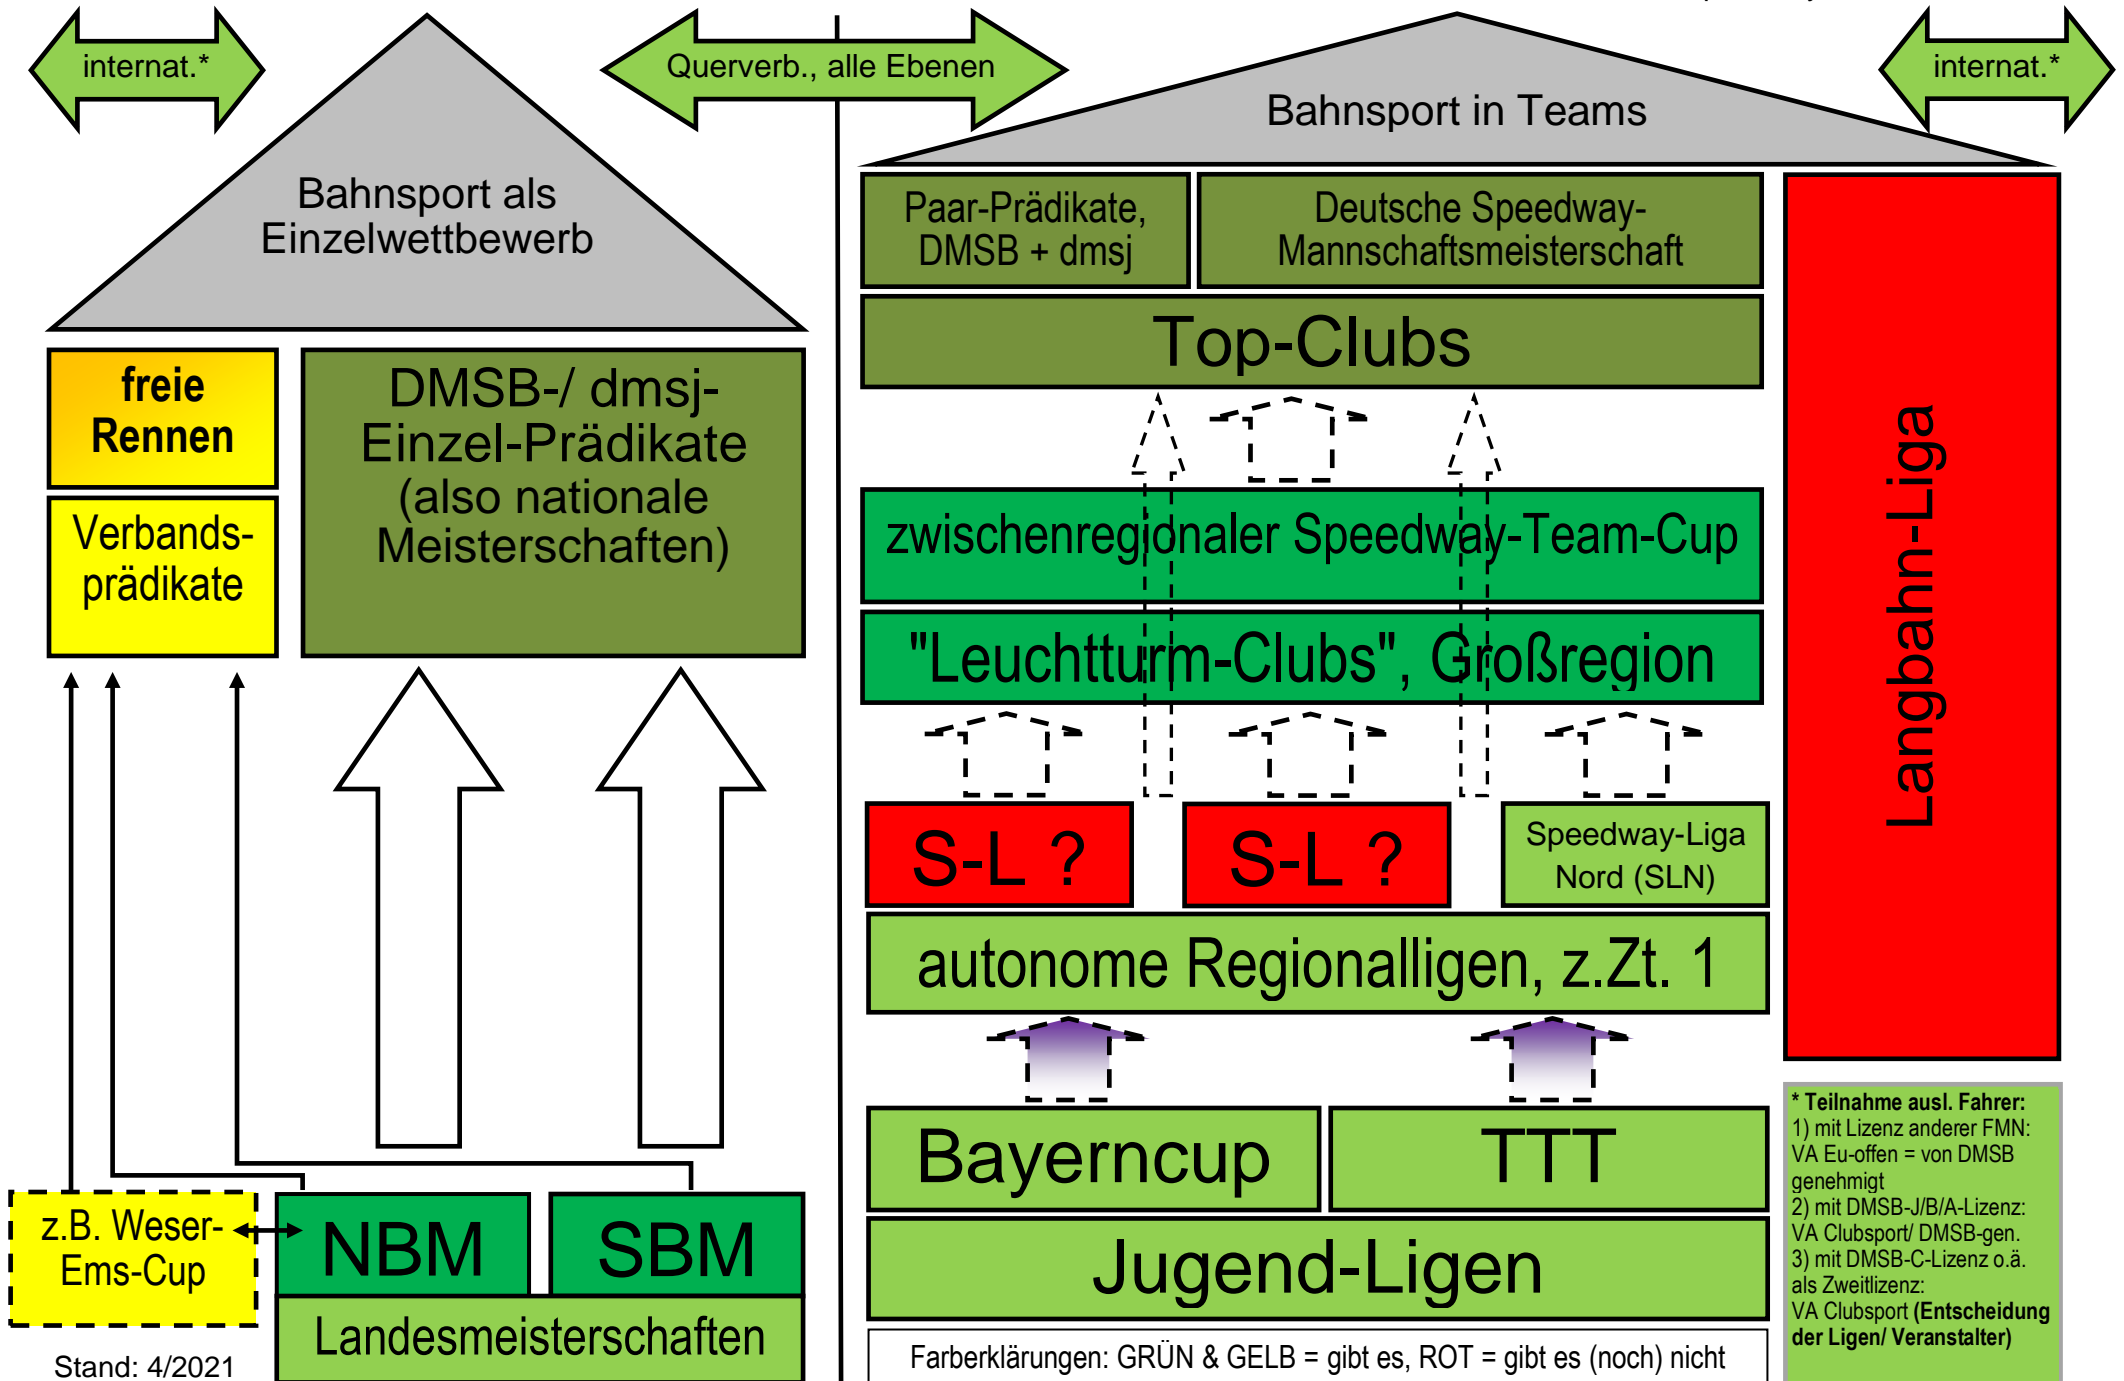 internat.*
Querverb., alle Ebenen
internat.*
Bahnsport als
Einzelwettbewerb
freie
Rennen
DMSB-/ dmsj-
Einzel-Prädikate
(also nationale
Meisterschaften)
Verbands-
prädikate
z.B. Weser-
Ems-Cup
NBM
SBM
Landesmeisterschaften
Stand: 4/2021
Bahnsport in Teams
Paar-Prädikate,
DMSB + dmsj
Deutsche Speedway-
Mannschaftsmeisterschaft
Top-Clubs
zwischenregionaler Speedway-Team-Cup
"Leuchtturm-Clubs", Großregion
S-L ?
S-L ?
Speedway-Liga
Nord (SLN)
autonome Regionalligen, z.Zt. 1
Bayerncup
TTT
Jugend-Ligen
Farberklärungen: GRÜN & GELB = gibt es, ROT = gibt es (noch) nicht
Langbahn-Liga
* Teilnahme ausl. Fahrer:
1) mit Lizenz anderer FMN:
VA Eu-offen = von DMSB
genehmigt
2) mit DMSB-J/B/A-Lizenz:
VA Clubsport/ DMSB-gen.
3) mit DMSB-C-Lizenz o.ä.
als Zweitlizenz:
VA Clubsport (Entscheidung
der Ligen/ Veranstalter)